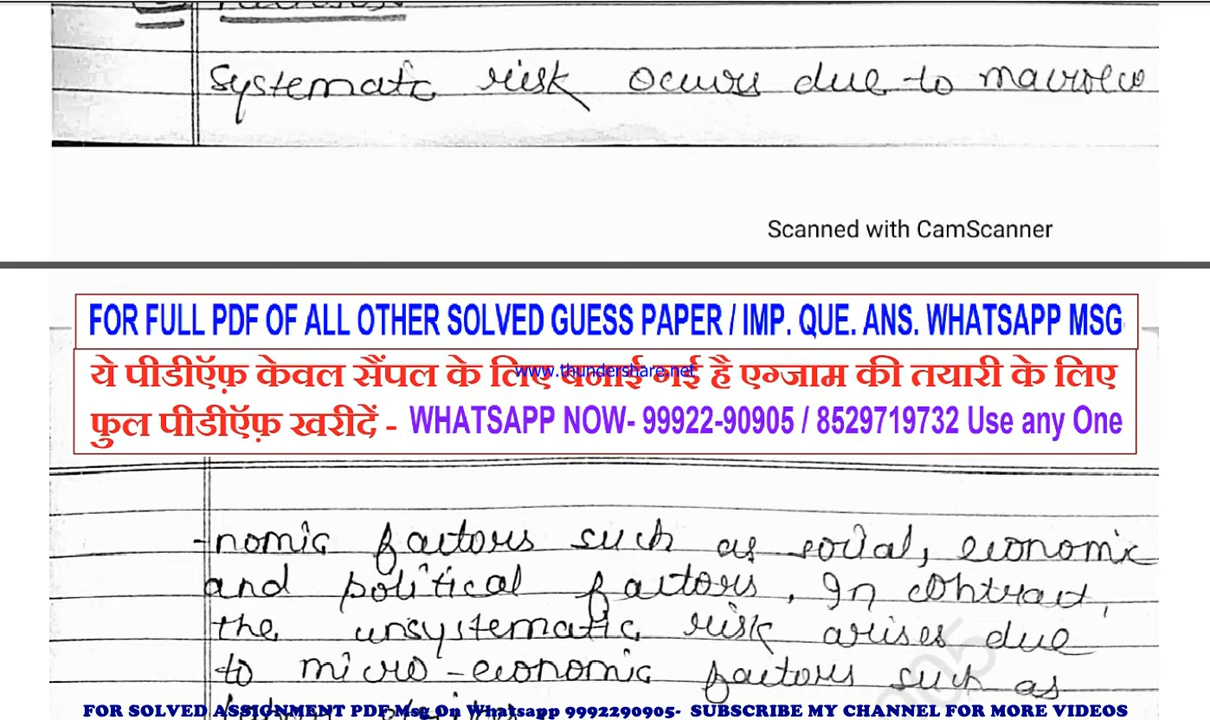 Systematic risk occurs due to macroeco
Scanned with CamScanner
FOR FULL PDF OF ALL OTHER SOLVED GUESS PAPER / IMP. QUE. ANS. WHATSAPP MSG
ये पीडीऍफ़ केवल सैंपल के लिए बनाई गई है एग्जाम की तयारी के लिए
www.thundershare.net
फुल पीडीऍफ़ खरीदें - WHATSAPP NOW- 99922-90905 / 8529719732 Use any One
-nomic factors such as social, economic
and political factors. In contract,
the unsystematic risk arises due
to micro-economic factors such as
FOR SOLVED ASSIGNMENT PDF Msg On Whatsapp 9992290905- SUBSCRIBE MY CHANNEL FOR MORE VIDEOS